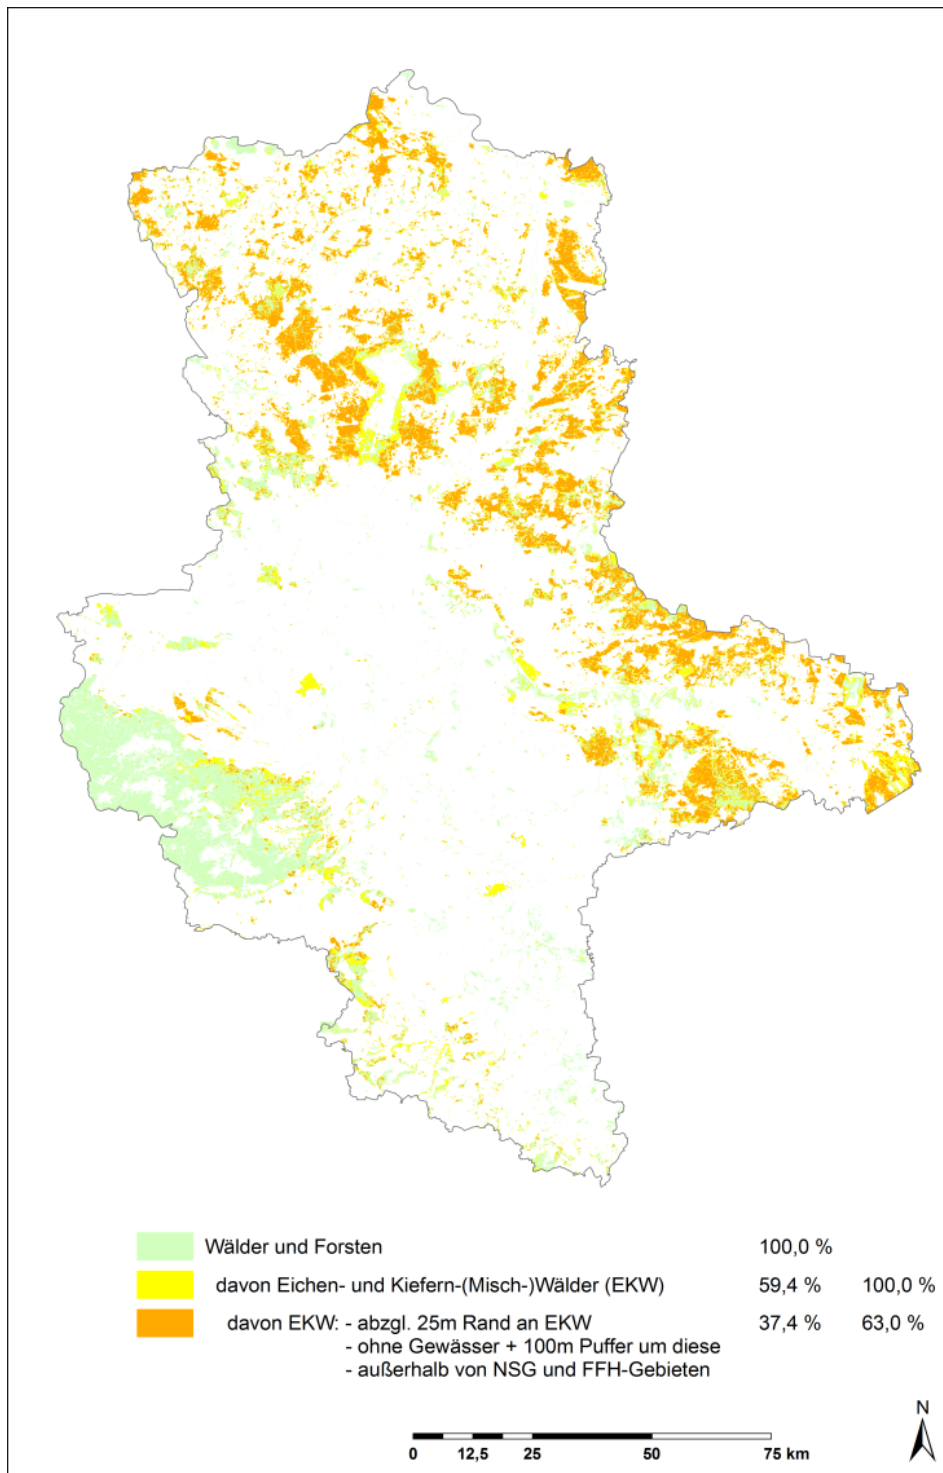 Wälder und Forsten 100,0 %
davon Eichen- und Kiefern-(Misch-)Wälder (EKW) 59,4 % 100,0 %
davon EKW: - abzgl. 25m Rand an EKW 37,4 % 63,0 %
- ohne Gewässer + 100m Puffer um diese
- außerhalb von NSG und FFH-Gebieten
N
0 12,5 25 50 75 km